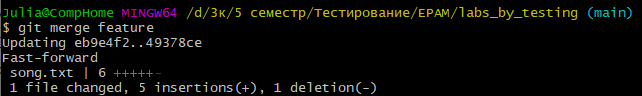 Julia@CompHome MINGW64 /d/3к/5 семестр/Тестирование/EPAM/labs_by_testing (main)
$ git merge feature
Updating eb9e4f2..49378ce
Fast-forward
 song.txt | 6 +++++-
 1 file changed, 5 insertions(+), 1 deletion(-)